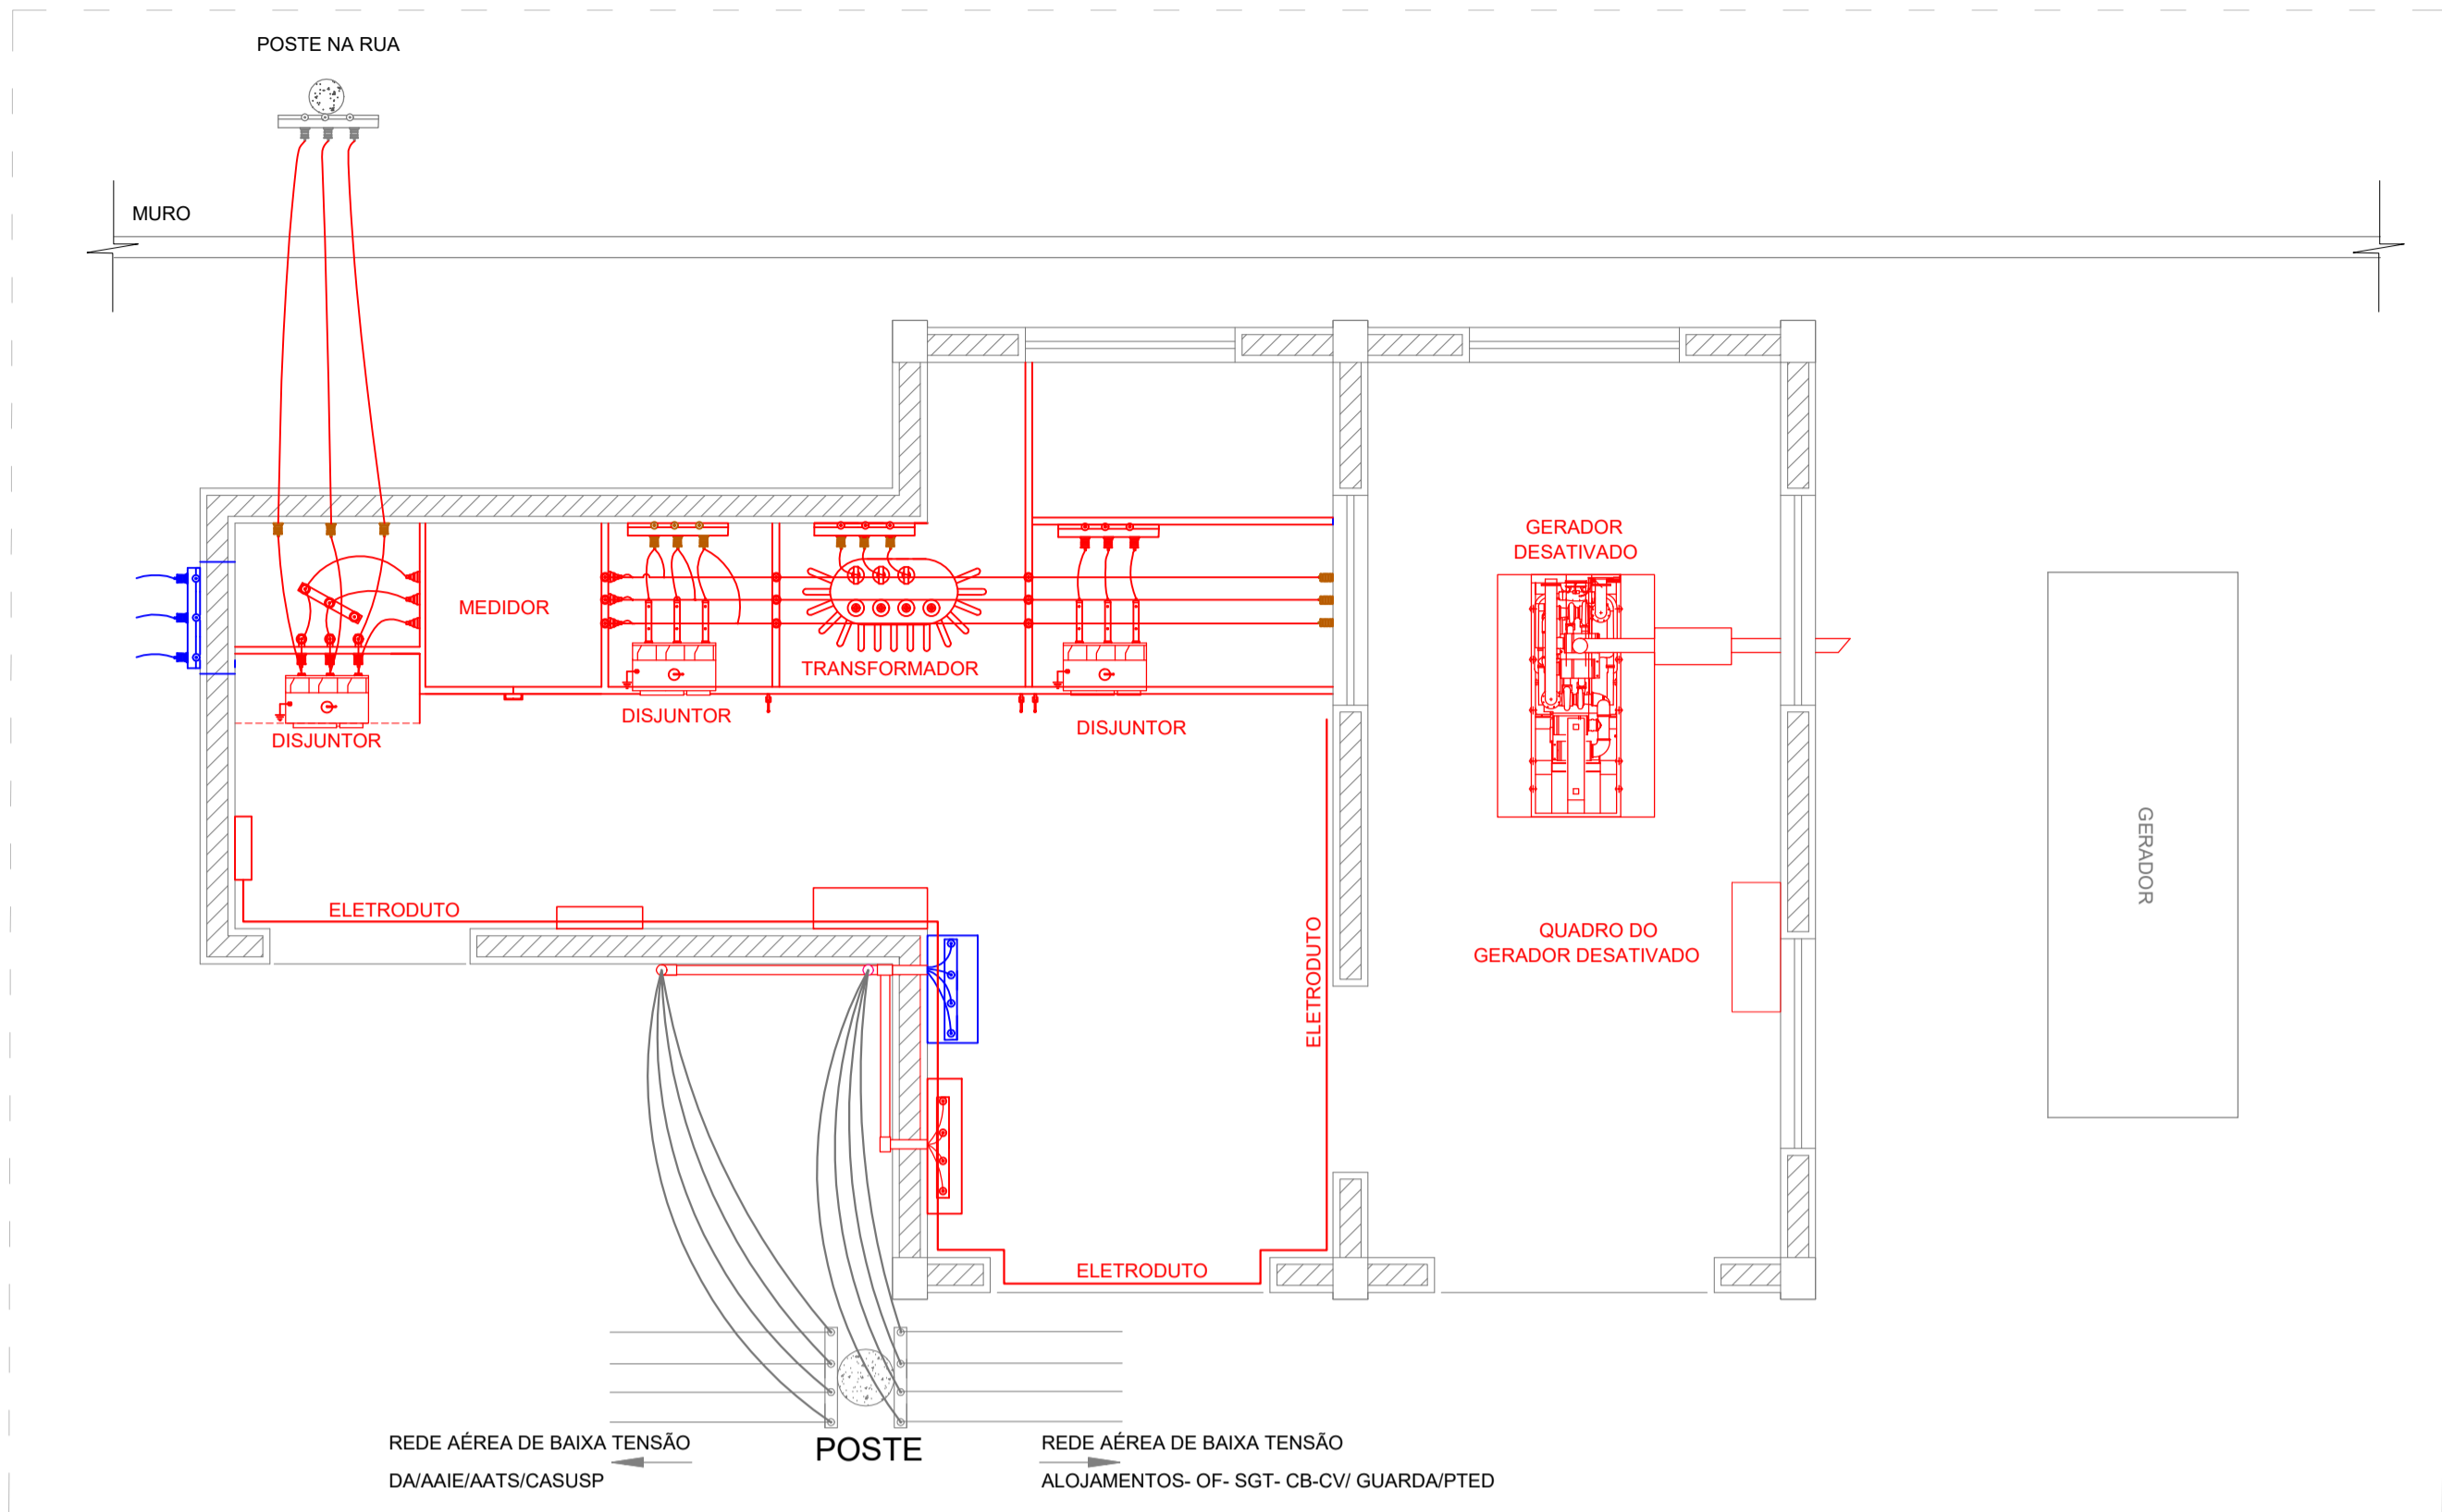 POSTE NA RUA
MURO
GERADOR
DESATIVADO
MEDIDOR
TRANSFORMADOR
DISJUNTOR
DISJUNTOR
DISJUNTOR
GERADOR
ELETRODUTO
ELETRODUTO
QUADRO DO
GERADOR DESATIVADO
ELETRODUTO
REDE AÉREA DE BAIXA TENSÃO
DA/AAIE/AATS/CASUSP
POSTE
REDE AÉREA DE BAIXA TENSÃO
ALOJAMENTOS- OF- SGT- CB-CV/ GUARDA/PTED